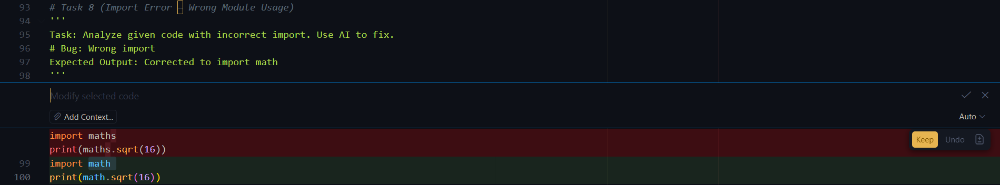 93 # Task 8 (Import Error – Wrong Module Usage)
94 '''
95 Task: Analyze given code with incorrect import. Use AI to fix.
96 # Bug: Wrong import
97 Expected Output: Corrected to import math
98 '''
Modify selected code
Add Context...
Auto
import maths
Keep Undo
print(maths.sqrt(16))
99 import math
100 print(math.sqrt(16))